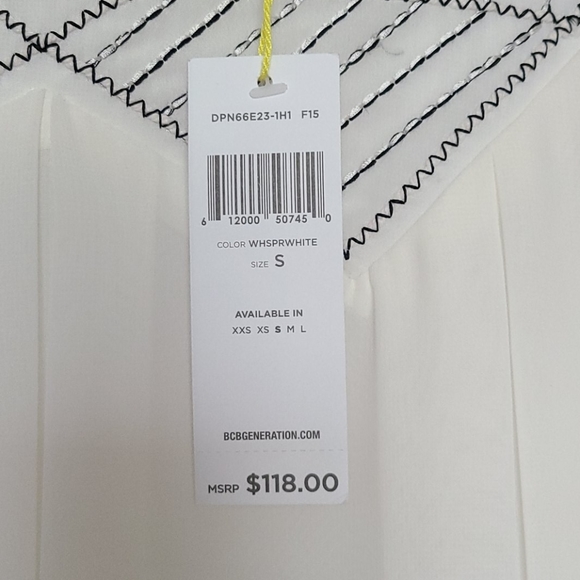 DPN66E23-1H1 F15
6 12000 50745 0
COLOR WHSPRWHITE
SIZE S
AVAILABLE IN
XXS XS S M L
BCBGENERATION.COM
MSRP $118.00